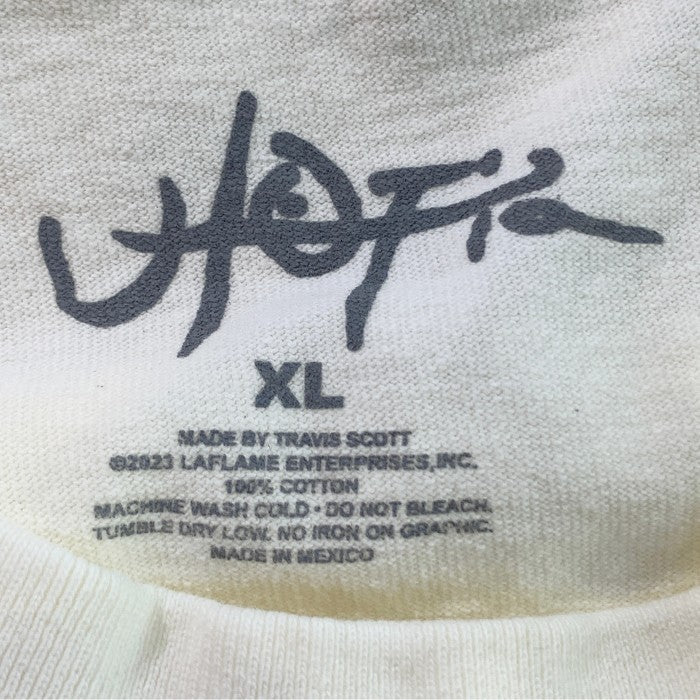 UTOPIA
XL
MADE BY TRAVIS SCOTT
©2023 LAFLAME ENTERPRISES,INC.
100% COTTON
MACHINE WASH COLD • DO NOT BLEACH.
TUMBLE DRY LOW. NO IRON ON GRAPHIC.
MADE IN MEXICO